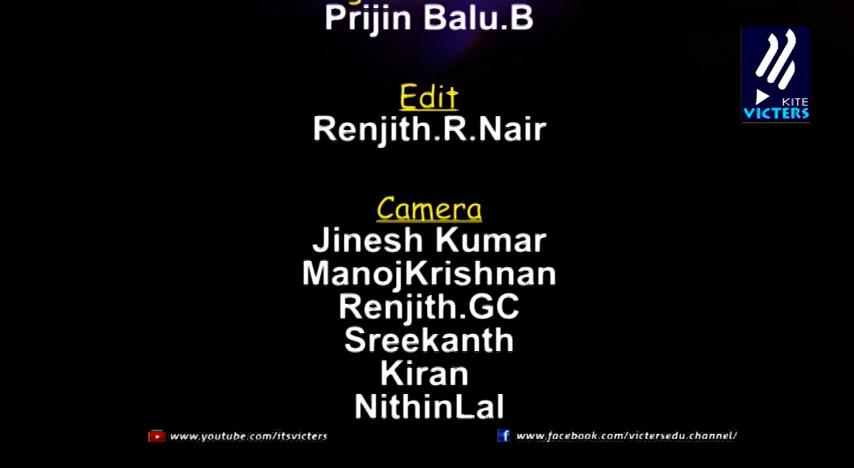 Prijin Balu.B
Edit
Renjith.R.Nair
Camera
Jinesh Kumar
ManojKrishnan
Renjith.GC
Sreekanth
Kiran
NithinLal
KITE
VICTERS
www.youtube.com/itsvicters
www.facebook.com/victersedu.channel/